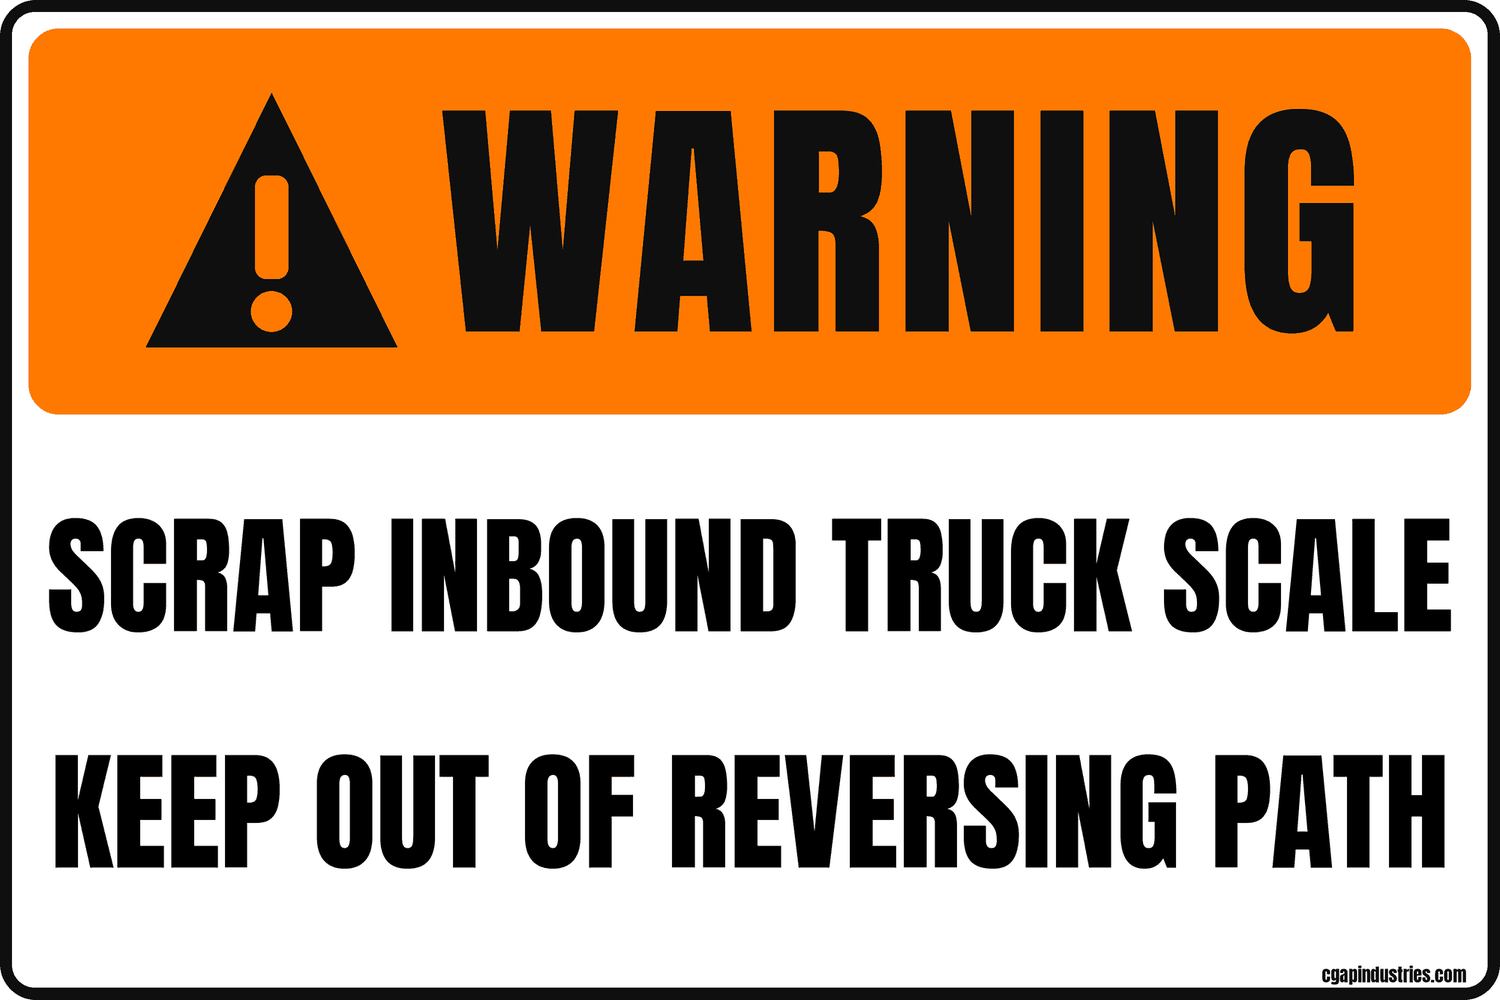 WARNING
SCRAP INBOUND TRUCK SCALE
KEEP OUT OF REVERSING PATH
cgapindustries.com